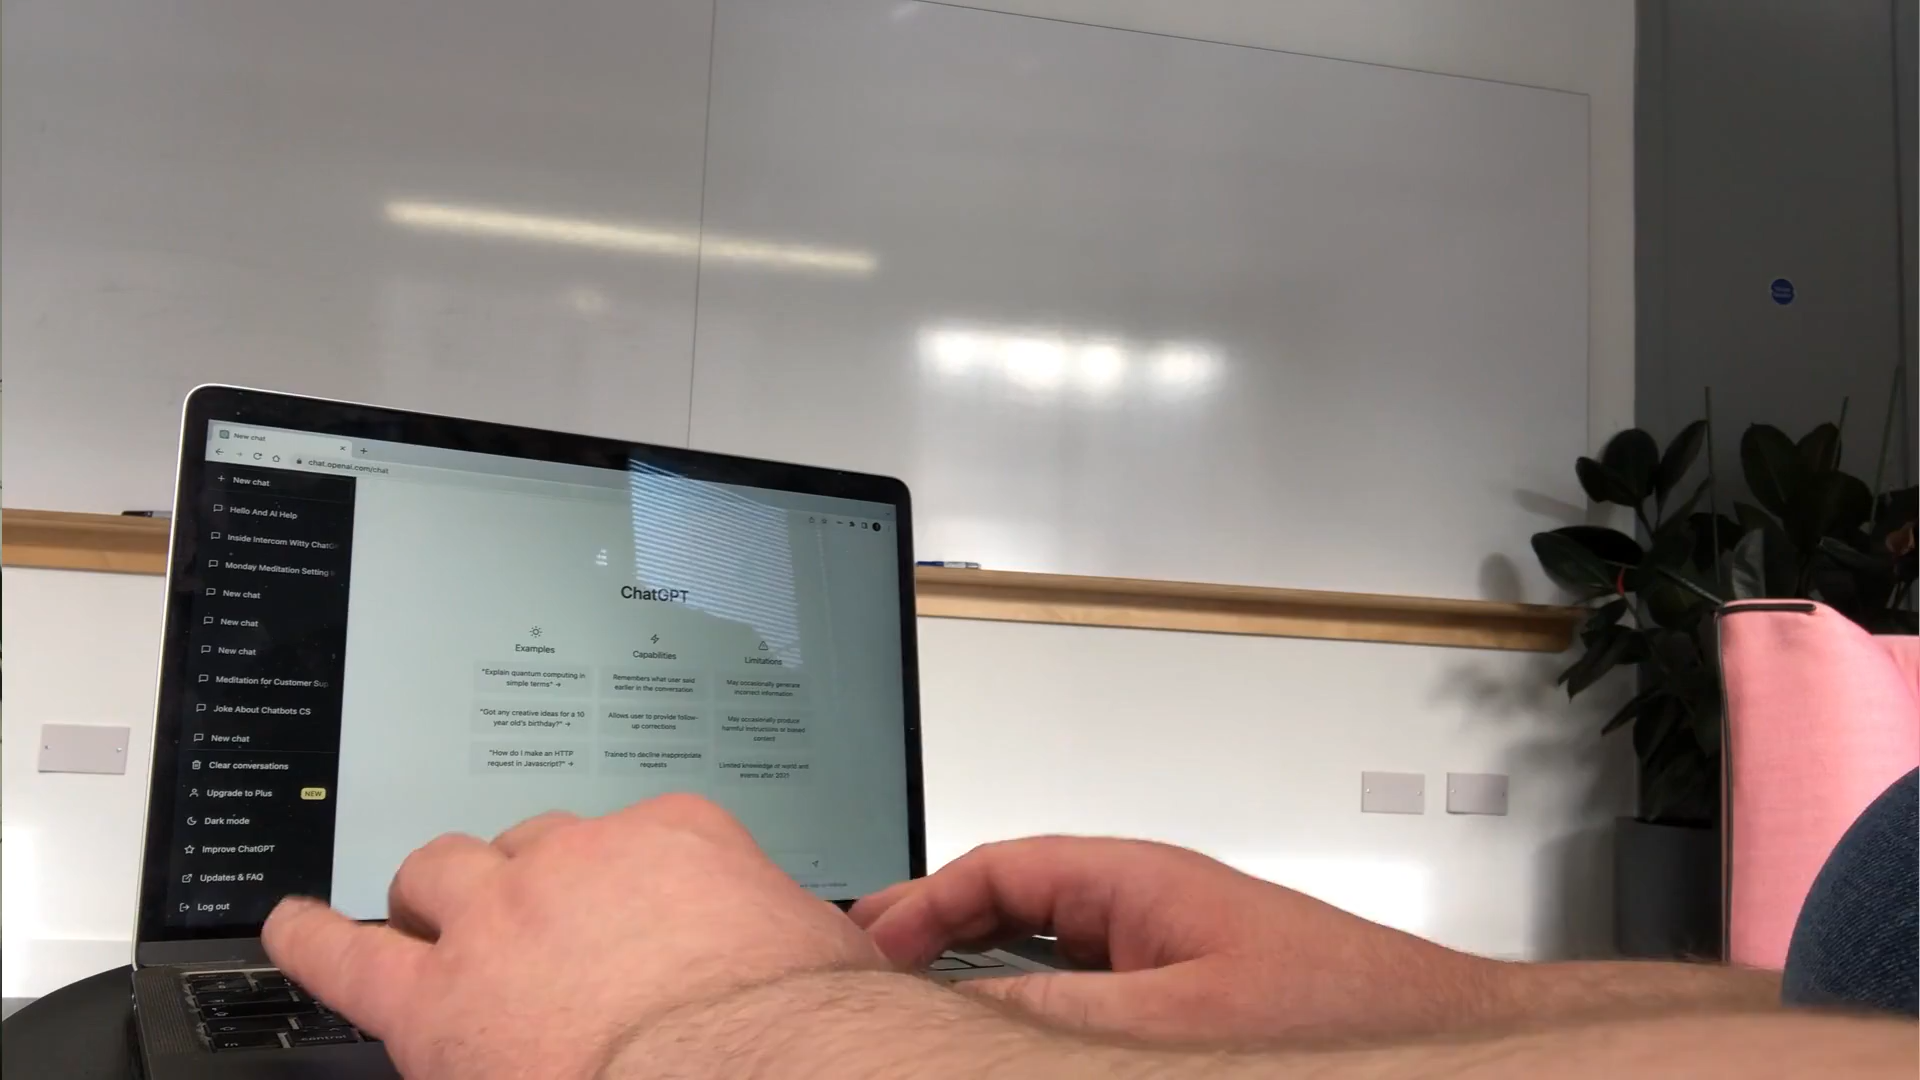 New chat
chat.openai.com/chat
New chat
Hello And AI Help
Inside Intercom Witty ChatG
Monday Meditation Setting
New chat
New chat
New chat
Meditation for Customer Sup
Joke About Chatbots CS
New chat
Clear conversations
Upgrade to Plus NEW
Dark mode
Improve ChatGPT
Updates & FAQ
Log out
ChatGPT
Examples
"Explain quantum computing in
simple terms" →
"Got any creative ideas for a 10
year old's birthday?" →
"How do I make an HTTP
request in Javascript?" →
Capabilities
Remembers what user said
earlier in the conversation
Allows user to provide follow-
up corrections
Trained to decline inappropriate
requests
Limitations
May occasionally generate
incorrect information
May occasionally produce
harmful instructions or biased
content
Limited knowledge of world and
events after 2021
control